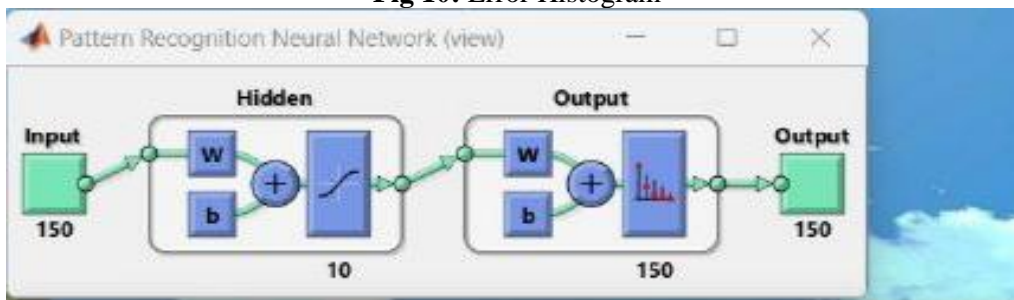 Fig 10: Error Histogram
Pattern Recognition Neural Network (view)
Hidden
Output
Input
Output
W
W
b
b
150
10
150
150